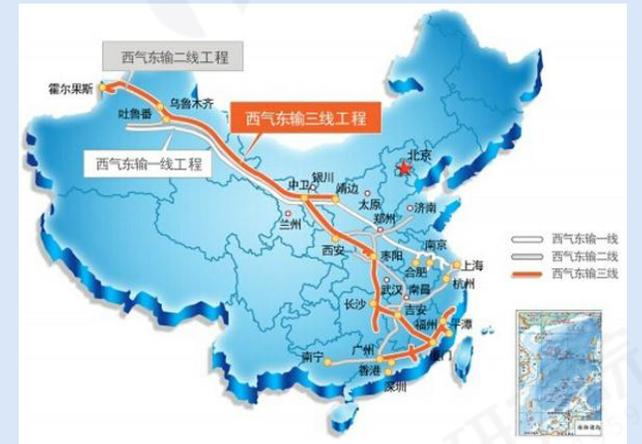 西气东输二线工程
霍尔果斯
乌鲁木齐
吐鲁番
西气东输三线工程
西气东输一线工程
北京
银川
中卫
靖边
太原
济南
兰州
郑州
西安
枣阳
南京
合肥
上海
杭州
武汉
南昌
长沙
吉安
福州
平潭
厦门
广州
南宁
香港
深圳
西气东输一线
西气东输二线
西气东输三线
南海诸岛